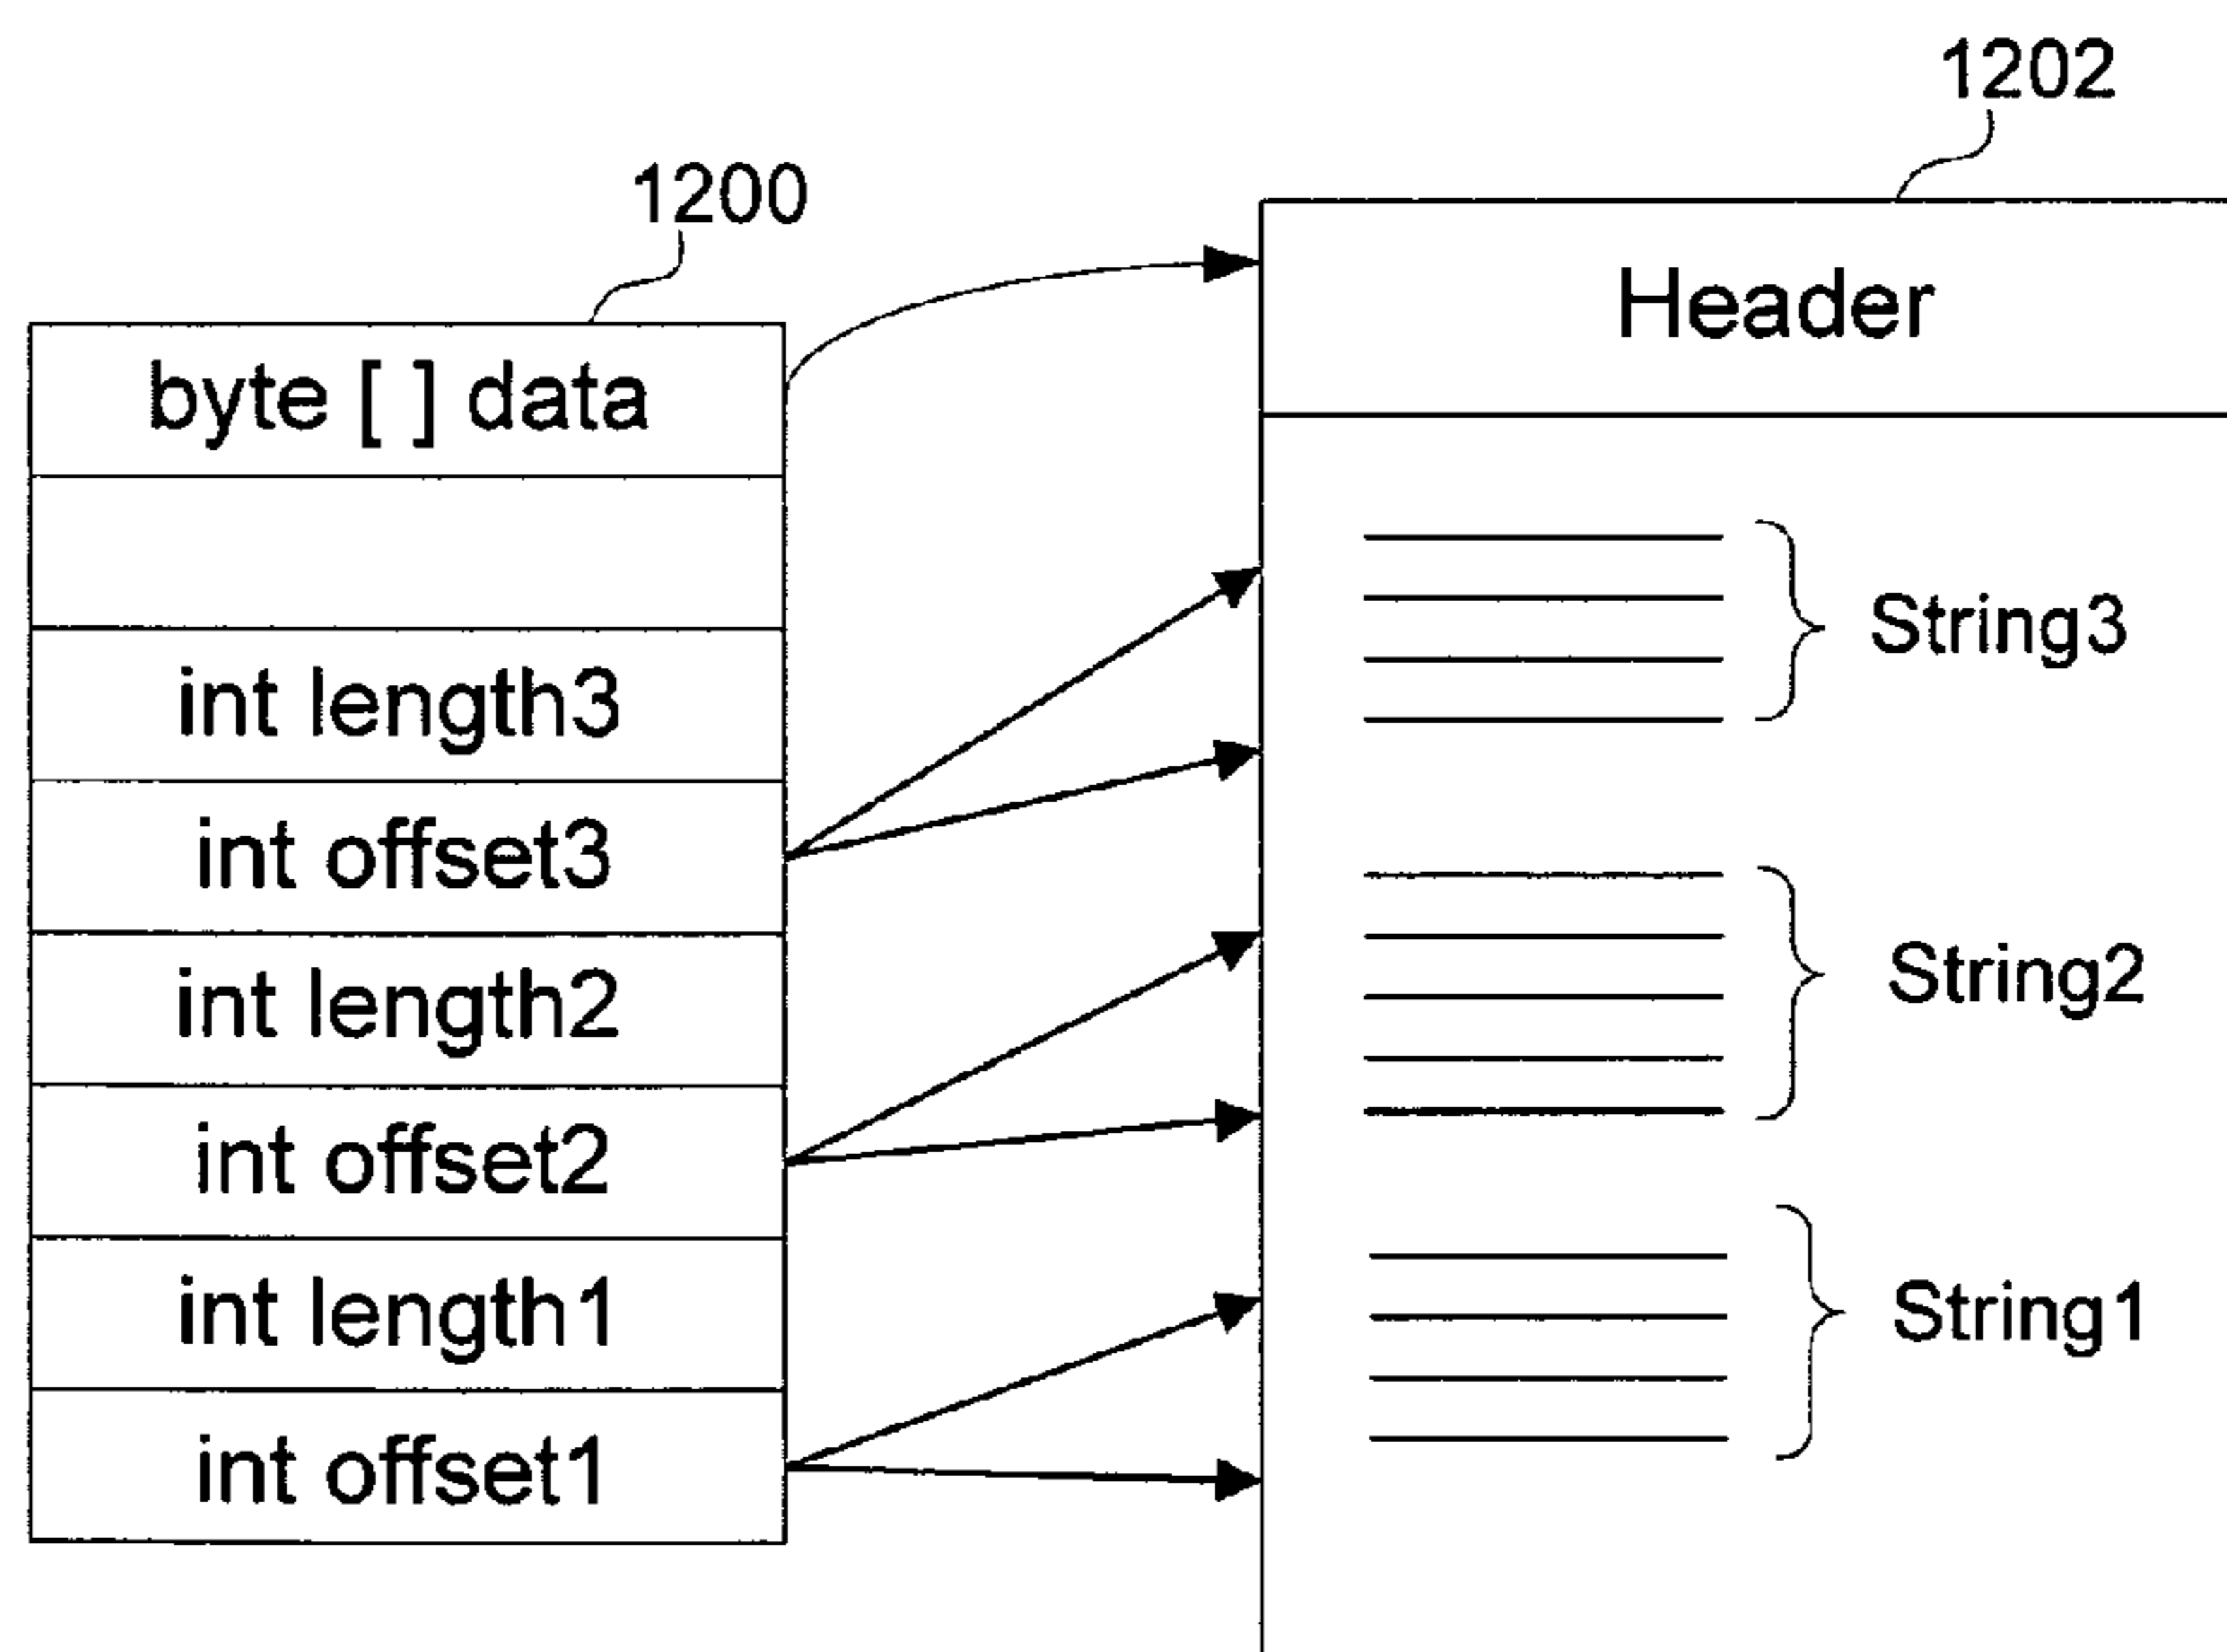 1202
1200
Header
byte [ ] data
String3
int length3
int offset3
String2
int length2
int offset2
String1
int length1
int offset1